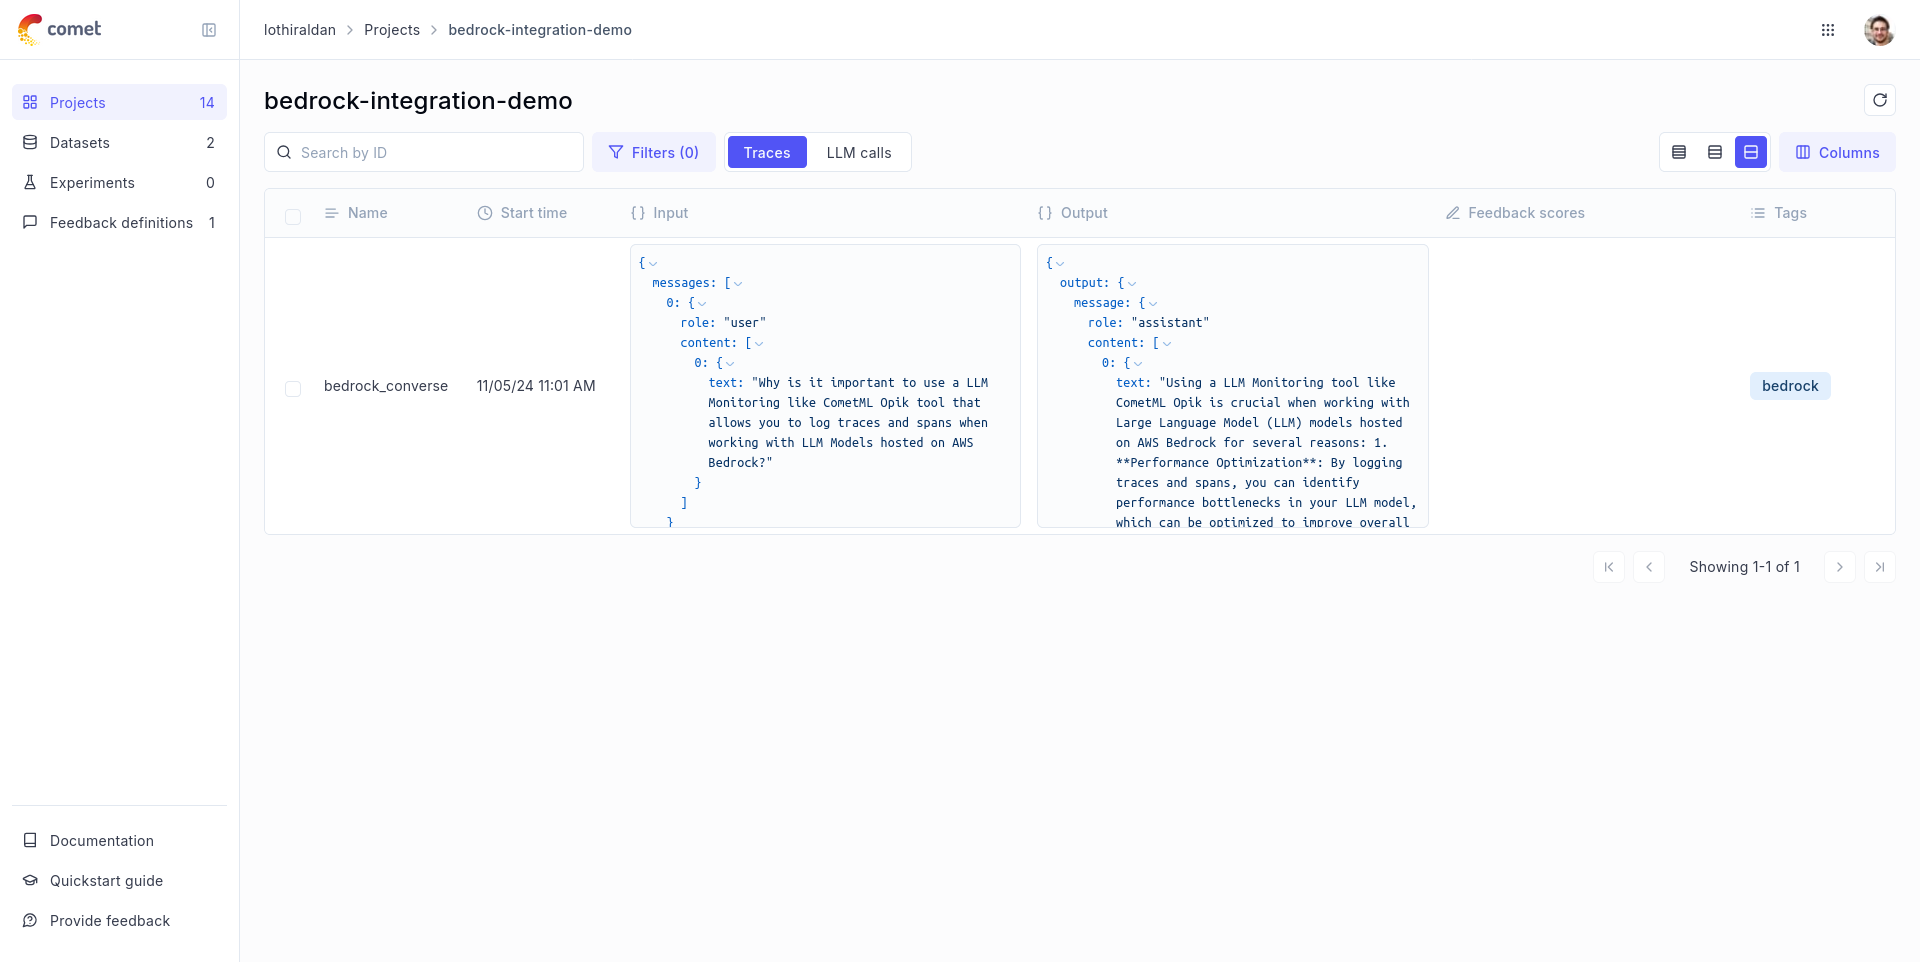 comet
lothiraldan
Projects
bedrock-integration-demo
Projects 14
Datasets 2
Experiments 0
Feedback definitions 1
bedrock-integration-demo
Search by ID
Filters (0)
Traces
LLM calls
Columns
Name
Start time
{ } Input
{ } Output
Feedback scores
Tags
bedrock_converse
11/05/24 11:01 AM
{
messages: [
0: {
role: "user"
content: [
0: {
text: "Why is it important to use a LLM
Monitoring like CometML Opik tool that
allows you to log traces and spans when
working with LLM Models hosted on AWS
Bedrock?"
}
]
}
{
output: {
message: {
role: "assistant"
content: [
0: {
text: "Using a LLM Monitoring tool like
CometML Opik is crucial when working with
Large Language Model (LLM) models hosted
on AWS Bedrock for several reasons: 1.
**Performance Optimization**: By logging
traces and spans, you can identify
performance bottlenecks in your LLM model,
which can be optimized to improve overall
bedrock
Showing 1-1 of 1
Documentation
Quickstart guide
Provide feedback